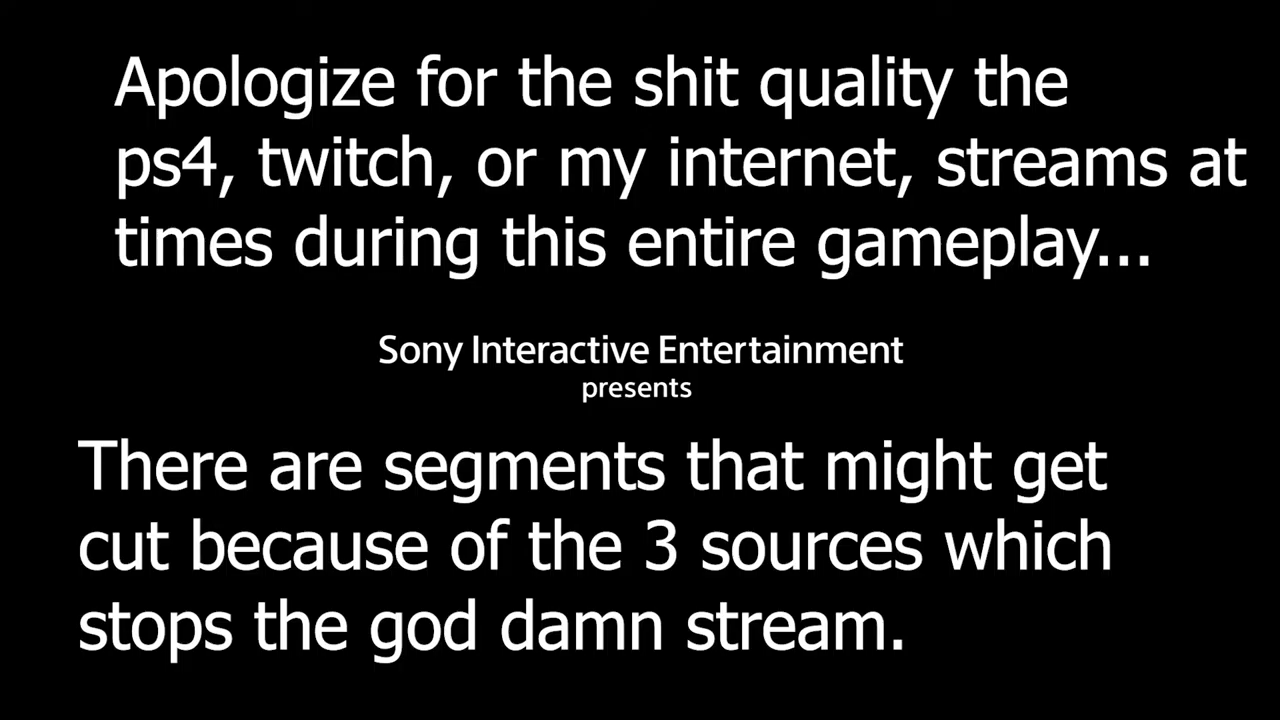 Apologize for the shit quality the
ps4, twitch, or my internet, streams at
times during this entire gameplay...
Sony Interactive Entertainment
presents
There are segments that might get
cut because of the 3 sources which
stops the god damn stream.